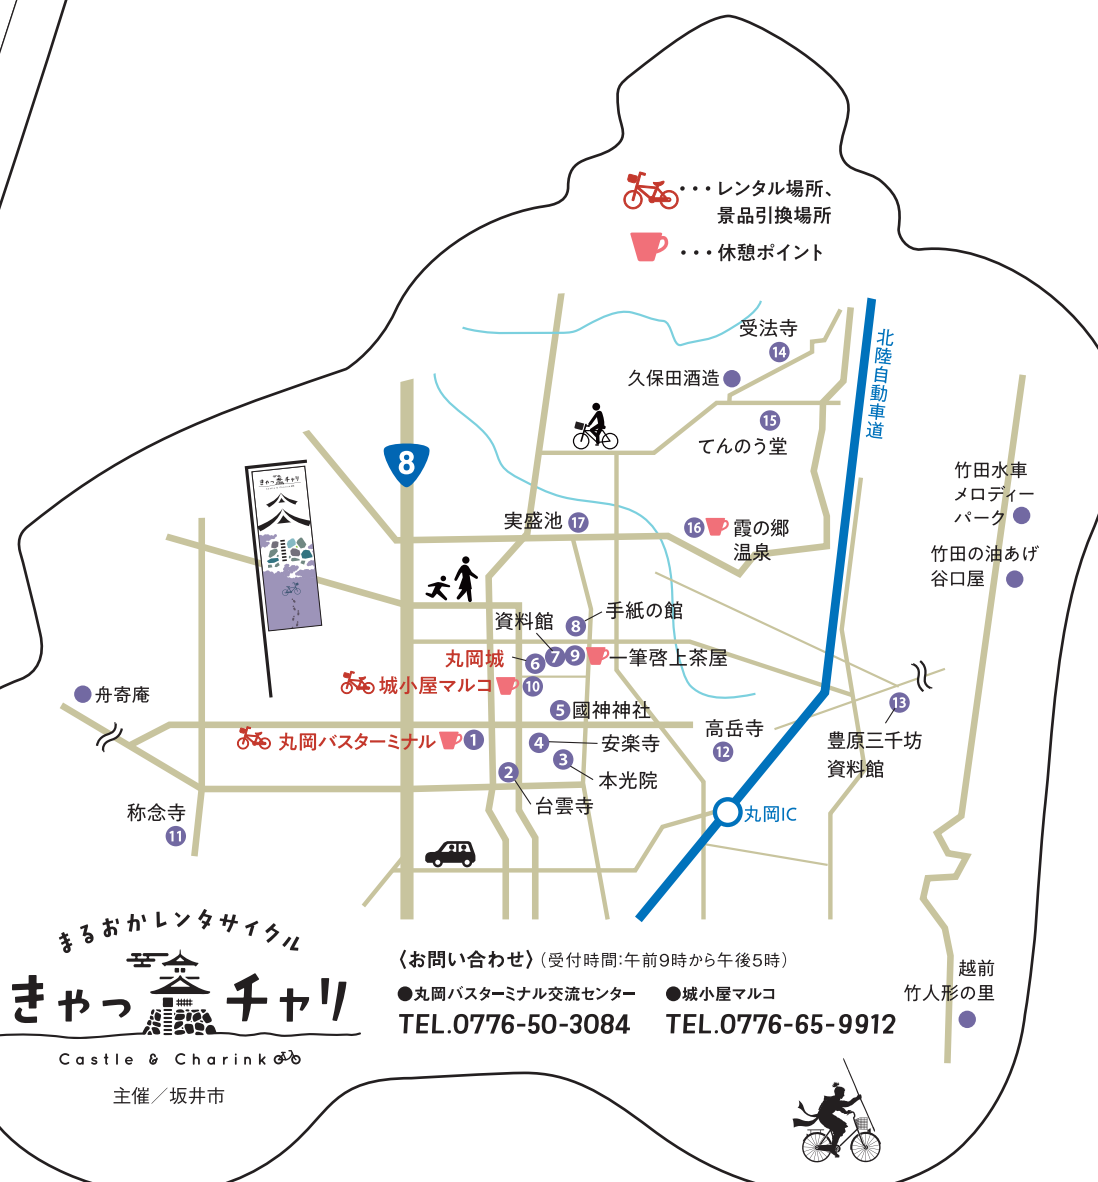 ・・・レンタル場所、
景品引換場所
・・・休憩ポイント
受法寺
14
久保田酒造
15
てんのう堂
北陸自動車道
8
きゃっチャリ
竹田水車
メロディー
パーク
竹田の油あげ
谷口屋
実盛池 17
16 霞の郷
温泉
手紙の館
8
資料館
7 9 一筆啓上茶屋
丸岡城 6
城小屋マルコ 10
舟寄庵
5 國神神社
丸岡バスターミナル 1
4 安楽寺
3 本光院
2 台雲寺
高岳寺
12
13
豊原三千坊
資料館
丸岡IC
称念寺
11
まるおかレンタサイクル
きゃっチャリ
Castle & Charinko
主催／坂井市
〈お問い合わせ〉（受付時間：午前9時から午後5時）
●丸岡バスターミナル交流センター
TEL.0776-50-3084
●城小屋マルコ
TEL.0776-65-9912
越前
竹人形の里